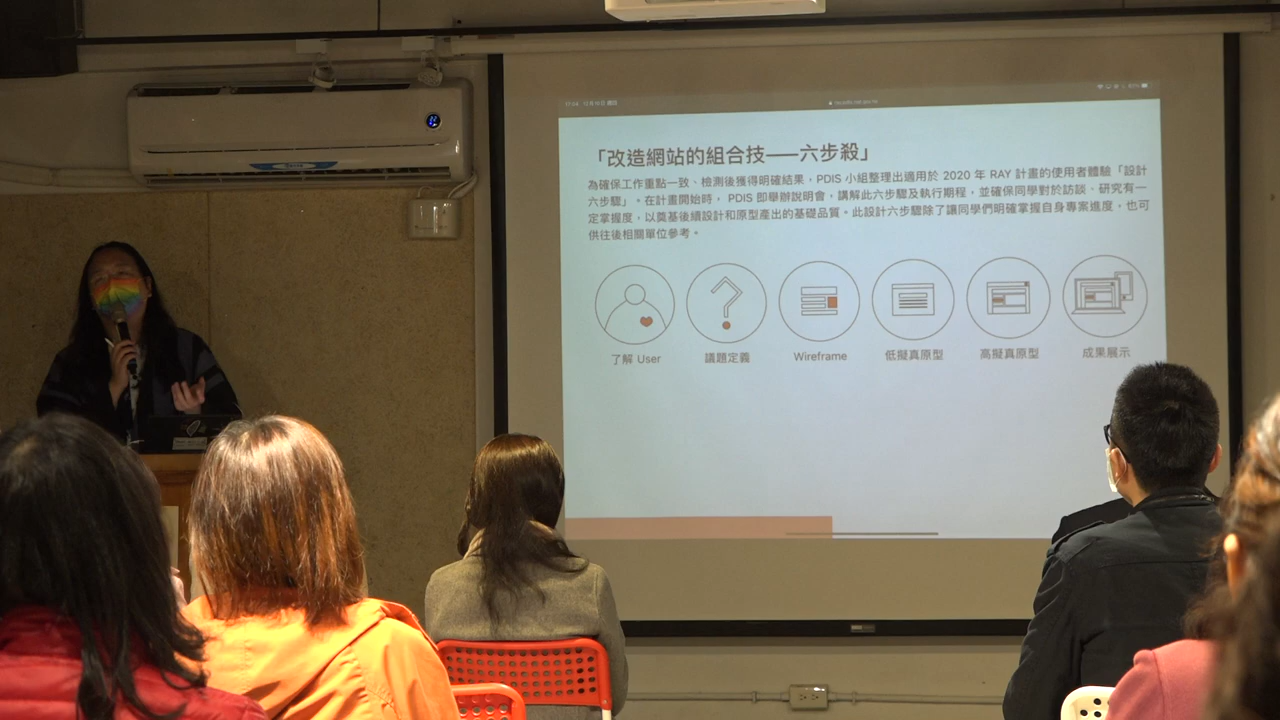 「改造網站的組合技——六步殺」
為確保工作重點一致、檢測後獲得明確結果，PDIS 小組整理出適用於 2020 年 RAY 計畫的使用者體驗「設計
六步驟」。在計畫開始時， PDIS 即舉辦說明會，講解此六步驟及執行期程，並確保同學對於訪談、研究有一
定掌握度，以奠基後續設計和原型產出的基礎品質。此設計六步驟除了讓同學們明確掌握自身專案進度，也可
供往後相關單位參考。
了解 User
議題定義
Wireframe
低擬真原型
高擬真原型
成果展示